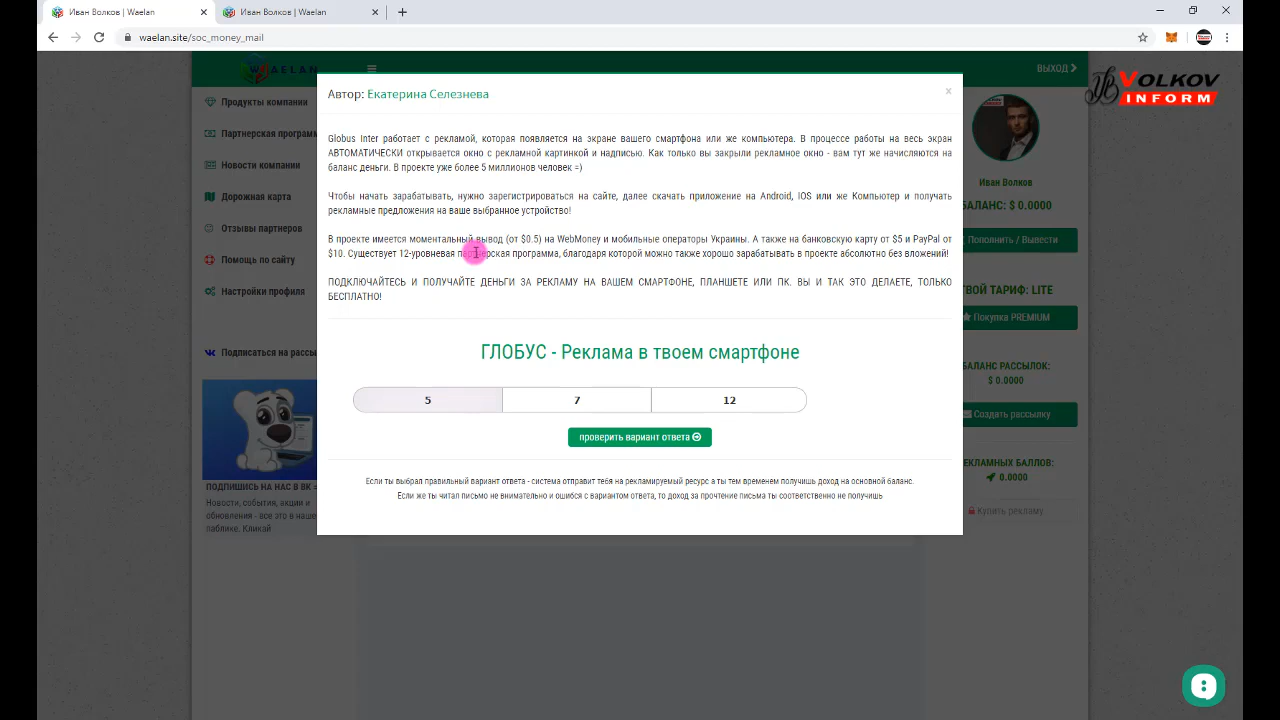 Иван Волков | Waelan
Иван Волков | Waelan
waelan.site/soc_money_mail
WAELAN
ВЫХОД
VOLKOV
INFORM
Автор: Екатерина Селезнева
Продукты компании
Партнерская программ
Новости компании
Дорожная карта
Отзывы партнеров
Помощь по сайту
Настройки профиля
Подписаться на рассы
ПОДПИШИСЬ НА НАС В ВК =
Новости, события, акции и
обновления - все это в наше
паблике. Кликай
Globus Inter работает с рекламой, которая появляется на экране вашего смартфона или же компьютера. В процессе работы на весь экран
АВТОМАТИЧЕСКИ открывается окно с рекламной картинкой и надписью. Как только вы закрыли рекламное окно - вам тут же начисляются на
баланс деньги. В проекте уже более 5 миллионов человек =)
Чтобы начать зарабатывать, нужно зарегистрироваться на сайте, далее скачать приложение на Android, IOS или же Компьютер и получать
рекламные предложения на ваше выбранное устройство!
В проекте имеется моментальный вывод (от $0.5) на WebMoney и мобильные операторы Украины. А также на банковскую карту от $5 и PayPal от
$10. Существует 12-уровневая партнерская программа, благодаря которой можно также хорошо зарабатывать в проекте абсолютно без вложений!
ПОДКЛЮЧАЙТЕСЬ И ПОЛУЧАЙТЕ ДЕНЬГИ ЗА РЕКЛАМУ НА ВАШЕМ СМАРТФОНЕ, ПЛАНШЕТЕ ИЛИ ПК. ВЫ И ТАК ЭТО ДЕЛАЕТЕ, ТОЛЬКО
БЕСПЛАТНО!
ГЛОБУС - Реклама в твоем смартфоне
5 7 12
проверить вариант ответа
Если ты выбрал правильный вариант ответа - система отправит тебя на рекламируемый ресурс а ты тем временем получишь доход на основной баланс.
Если же ты читал письмо не внимательно и ошибся с вариантом ответа, то доход за прочтение письма ты соответственно не получишь
Иван Волков
БАЛАНС: $ 0.0000
Пополнить / Вывести
ТВОЙ ТАРИФ: LITE
Покупка PREMIUM
БАЛАНС РАССЫЛОК:
$ 0.0000
Создать рассылку
РЕКЛАМНЫХ БАЛЛОВ:
0.0000
Купить рекламу